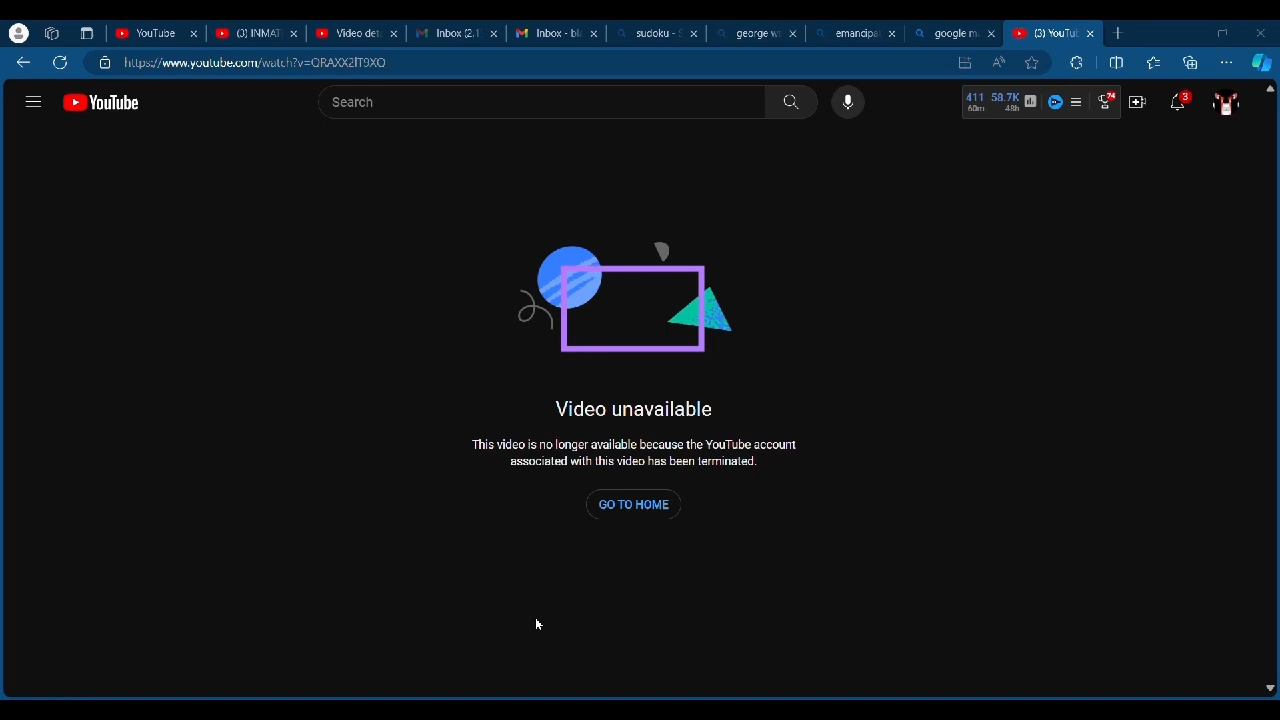 YouTube
(3) INMAT
Video det
Inbox (2,
Inbox - bl
sudoku - S
george w
emancipa
google m
(3) YouTu
https://www.youtube.com/watch?v=QRAXX2lT9XO
YouTube
Search
411 58.7K
60m 48h
74
3
Video unavailable
This video is no longer available because the YouTube account
associated with this video has been terminated.
GO TO HOME